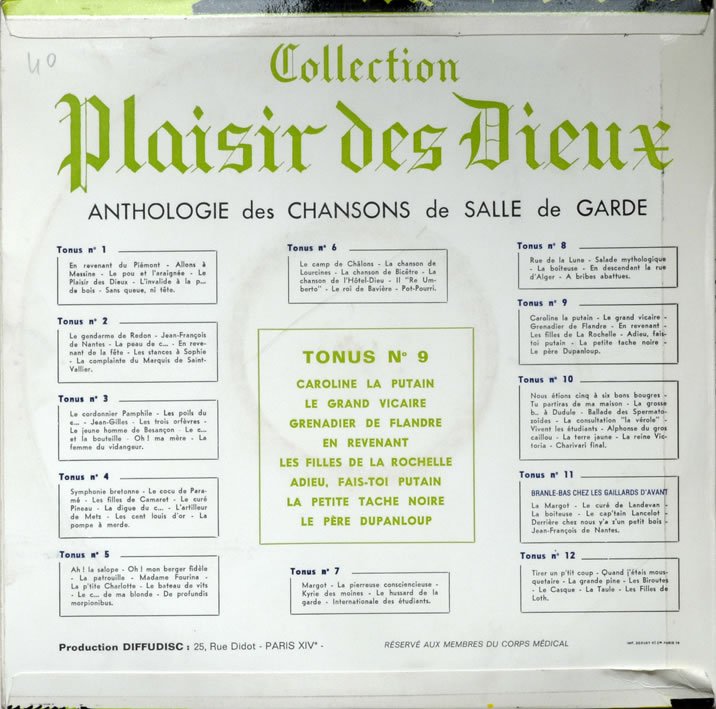 40
Collection
Plaisir des Dieux
ANTHOLOGIE des CHANSONS de SALLE de GARDE
Tonus n° 1
En revenant du Piémont - Allons à
Messine - Le pou et l'araignée - Le
Plaisir des Dieux - L'invalide à la p...
de bois - Sans queue, ni tête.
Tonus n° 2
Le gendarme de Redon - Jean-François
de Nantes - La peau de c... - En reve-
nant de la fête - Les stances à Sophie
- La complainte du Marquis de Saint-
Vallier.
Tonus n° 3
Le cordonnier Pamphile - Les poils du
c... - Jean-Gilles - Les trois orfèvres -
Le jeune homme de Besançon - Le c...
et la bouteille - Oh ! ma mère - La
femme du vidangeur.
Tonus n° 4
Symphonie bretonne - Le cocu de Para-
mé - Les filles de Camaret - Le curé
Pineau - La digue du c... - L'artilleur
de Metz - Les cent louis d'or - La
pompe à merde.
Tonus n° 5
Ah ! la salope - Oh ! mon berger fidèle
- La patrouille - Madame Fourina -
La p'tite Charlotte - Le bateau de vits
- Le c... de ma blonde - De profundis
morpionibus.
Tonus n° 6
Le camp de Châlons - La chanson de
Lourcines - La chanson de Bicêtre - La
chanson de l'Hôtel-Dieu - Il "Re Um-
berto" - Le roi de Bavière - Pot-Pourri.
TONUS N° 9
CAROLINE LA PUTAIN
LE GRAND VICAIRE
GRENADIER DE FLANDRE
EN REVENANT
LES FILLES DE LA ROCHELLE
ADIEU, FAIS-TOI PUTAIN
LA PETITE TACHE NOIRE
LE PÈRE DUPANLOUP
Tonus n° 7
Margot - La pierreuse consciencieuse -
Kyrie des moines - Le hussard de la
garde - Internationale des étudiants.
Tonus n° 8
Rue de la Lune - Salade mythologique
- La boiteuse - En descendant la rue
d'Alger - A bribes abattues.
Tonus n° 9
Caroline la putain - Le grand vicaire -
Grenadier de Flandre - En revenant -
Les filles de La Rochelle - Adieu, fais-
toi putain - La petite tache noire -
Le père Dupanloup.
Tonus n° 10
Nous étions cinq à six bons bougres -
Tu partiras de ma maison - La grosse
b.. à Dudule - Ballade des Spermato-
zoïdes - La consultation "la vérole" -
Vivent les étudiants - Alphonse du gros
caillou - La terre jaune - La reine Vic-
toria - Charivari final.
Tonus n° 11
BRANLE-BAS CHEZ LES GAILLARDS D'AVANT
La Margot - Le curé de Landevan -
La boiteuse - Le cap'tain Lancelot -
Derrière chez nous y'a s'un petit bois -
Jean-François de Nantes.
Tonus n° 12
Tirer un p'tit coup - Quand j'étais mous-
quetaire - La grande pine - Les Biroutes
- Le Casque - La Taule - Les Filles de
Loth.
Production DIFFUDISC : 25, Rue Didot - PARIS XIVe -
RÉSERVÉ AUX MEMBRES DU CORPS MÉDICAL